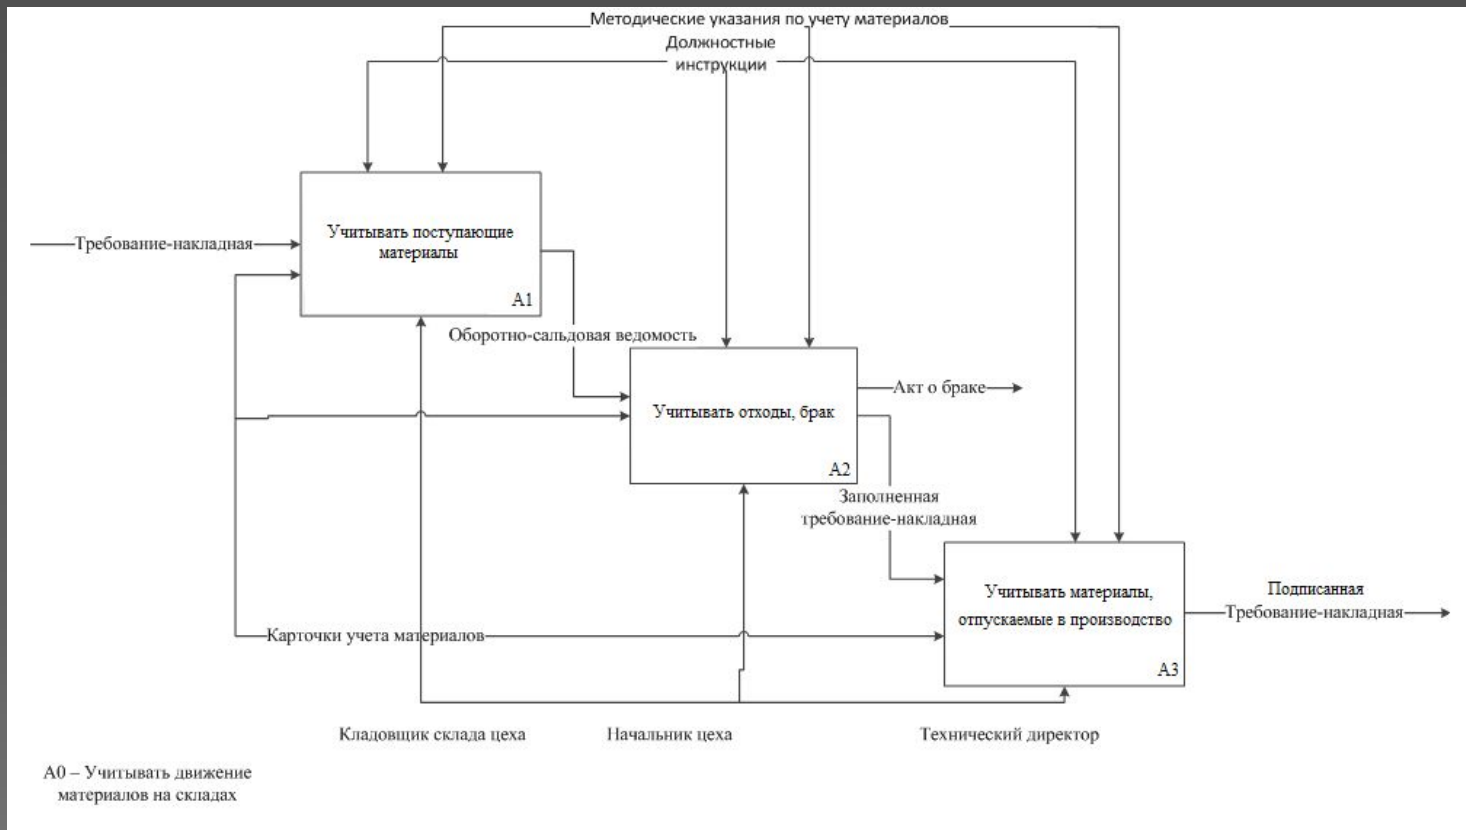 Методические указания по учету материалов
Должностные
инструкции
Требование-накладная
Учитывать поступающие
материалы
A1
Оборотно-сальдовая ведомость
Учитывать отходы, брак
A2
Акт о браке
Заполненная
требование-накладная
Учитывать материалы,
отпускаемые в производство
A3
Подписанная
Требование-накладная
Карточки учета материалов
Кладовщик склада цеха
Начальник цеха
Технический директор
А0 – Учитывать движение
материалов на складах